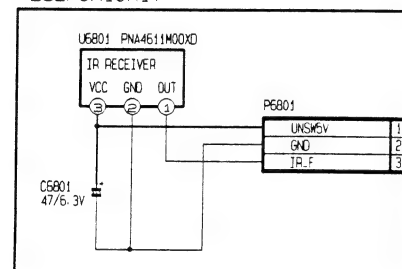 U6801 PNA4611M00XD
IR RECEIVER
VCC GND OUT
3 2 1
P6801
UNSW5V 1
GND 2
IR_F 3
C6801
47/6.3V